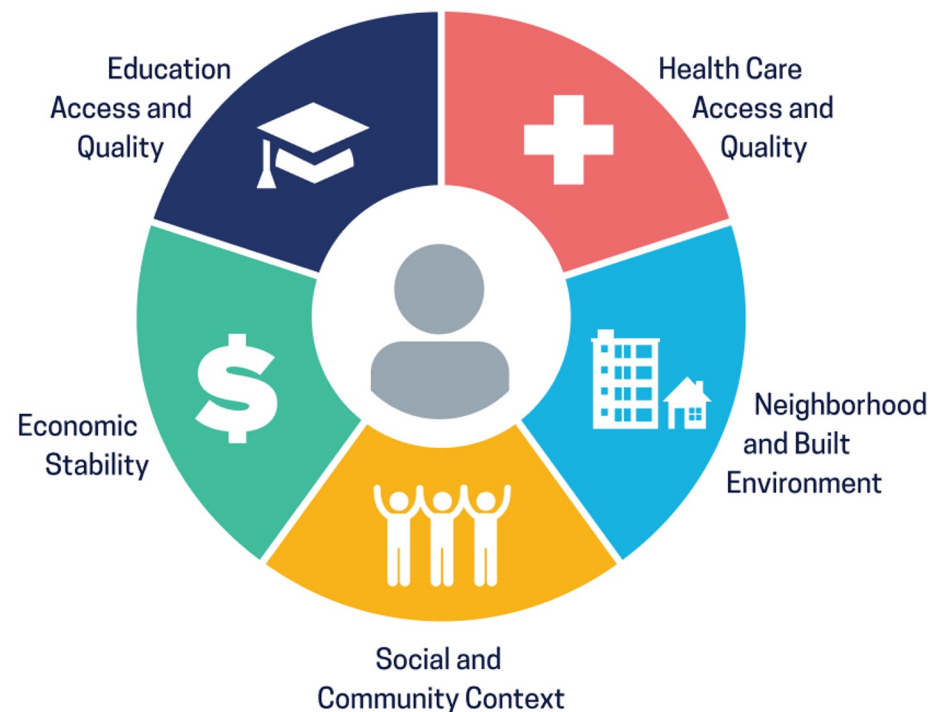 Education
Access and
Quality
Health Care
Access and
Quality
Economic
Stability
Neighborhood
and Built
Environment
Social and
Community Context